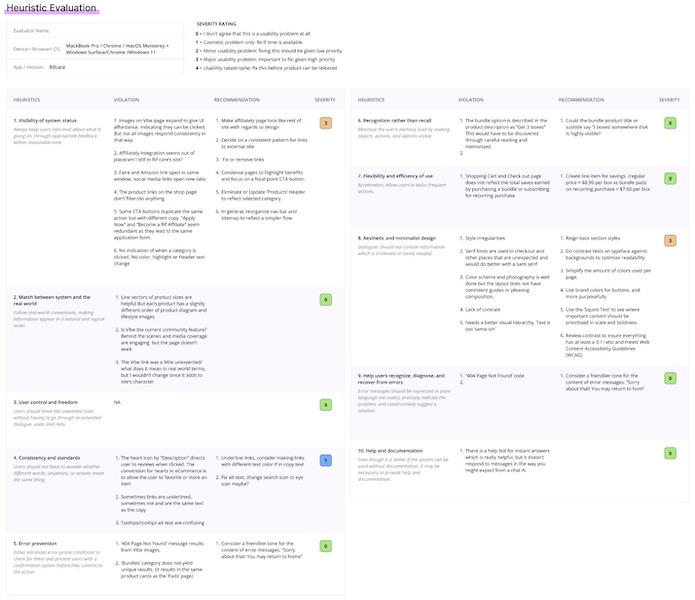 Heuristic Evaluation
Evaluator Name:
Device / Browser/ OS:
MackBook Pro / Chrome / macOS Monterey +
Windows Surface/Chrome /Windows 11
App / Version:
Rifcare
SEVERITY RATING
0 = I don't agree that this is a usability problem at all
1 = Cosmetic problem only: fix if time is available
2 = Minor usability problem: fixing this should be given low priority
3 = Major usability problem: important to fix; given high priority
4 = Usability catastrophe: fix this before product can be released
HEURISTICS
VIOLATION
RECOMMENDATION
SEVERITY
1. Visibility of system status
Always keep users informed about what is
going on, through appropriate feedback
within reasonable time
1 Images on Vibe page expand to give UI
affordance. Indicating they can be clicked.
But not all images respond consistently in
that way.
2. Affiliately Integration seems out of
place/am I still in Rif care's site?
3. Faire and Amazon link open in same
window, social media links open new tabs
4. The product links on the shop page
don't filter/do anything
5. Some CTA buttons duplicate the same
action but with different copy. "Apply
Now" and "Become a Rif Affiliate" seem
redundant as they lead to the same
application form.
6. No indication of when a category is
clicked. No color, highlight or Header text
change
1. Make affiliately page look like rest of
site with regards to design
2. Decide on a consistent pattern for links
to external site
3. Fix or remove links
4. Condense pages to highlight benefits
and focus on a focal point CTA button.
5. Eliminate or Update 'Products' Header
to reflect selected category.
6. In general, reorganize nav bar and
sitemap to reflect a simpler flow
3
2. Match between system and the
real world
Follow real-world conventions, making
information appear in a natural and logical
order.
1. Line vectors of product sizes are
helpful But each product has a slightly
different order of product diagram and
lifestyle images
2. Is Vibe the current community Nature?
Behind the scenes and media coverage
are engaging but the page doesn't
work
3. The Vibe link was a little unexpected/
what does it mean in real world terms,
but I wouldn't change since it adds to
site's character
0
3. User control and freedom
Users should leave the unwanted state
without having to go through an extended
dialogue. undo and redo.
NA
0
4. Consistency and standards
Users should not have to wonder whether
different words, situations, or actions mean
the same thing.
1. The heart icon by "Description" directs
user to reviews when clicked. The
convention for hearts in eCommerce is
to allow the user to favorite or store an
item
2. Sometimes links are underlined,
sometimes not and are the same text
as the copy
3. Tooltips/tooltips all text are confusing
1. Underline links, consider making links
with different text color if in copy text
2. Fix alt text, change search icon to eye
icon maybe?
1
5. Error prevention
Either eliminate error-prone conditions or
check for them and present users with a
confirmation option before they commit to
the action.
1. '404 Page Not Found' message results
from Vibe images.
2. 'Bundles' category does not yield
unique results. (it results in the same
product cards as the 'Pads' page)
1. Consider a friendlier tone for the
content of error messages. "Sorry
about that! You may return to home"
0
HEURISTICS
VIOLATION
RECOMMENDATION
SEVERITY
6. Recognition rather than recall
Minimize the user's memory load by making
objects, actions, and options visible
1. The bundle option is described in the
product description as "Get 3 boxes"
This would have to be discovered
through careful reading and
memorized.
2.
1. Could the bundle product title or
subtitle say '3 boxes' somewhere that
is highly visible?
0
7. Flexibility and efficiency of use
Accelerators. Allow users to tailor frequent
actions.
1. Shopping Cart and Check out page
does not reflect the total saves earned
by purchasing a bundle or subscribing
for recurring purchase
1. Create line item for savings. (regular
price = $8.99 per box vs bundle pads
on recurring purchase = $7.60 per box
0
8. Aesthetic and minimalist design
Dialogues should not contain information
which is irrelevant or rarely needed.
1. Style irregularities
2. Serif fonts are used in checkout and
other places that are unexpected and
would do better with a sans serif
3. Color scheme and photography is well
done but the layout does not have
consistent guides or pleasing
composition.
4. Lack of contrast
5. Needs a better visual hierarchy. Text is
too 'same-ish'
1. Reign back section styles
2. Do contrast tests on typeface against
backgrounds to optimize readability
3. Simplify the amount of colors used per
page.
4. Use brand colors for buttons, and
more purposefully.
5. Use the 'Squint Test' to see where
important content should be
prioritized in scale and boldness.
6. Review contrast to insure everything
has at least a 3:1 ratio and meets Web
Content Accessibility Guidelines
(WCAG)
3
9. Help users recognize, diagnose, and
recover from errors
Error messages should be expressed in plain
language (no codes), precisely indicate the
problem, and constructively suggest a
solution.
1. "404 Page Not Found' code
2.
1. Consider a friendlier tone for the
content of error messages. "Sorry
about that! You may return to hom"
0
10. Help and documentation
Even though it is better if the system can be
used without documentation, it may be
necessary to provide help and
documentation.
1. There is a help bot for instant answers
which is really helpful, but it doesn't
respond to messages in the way you
might expect from a chat AI
0